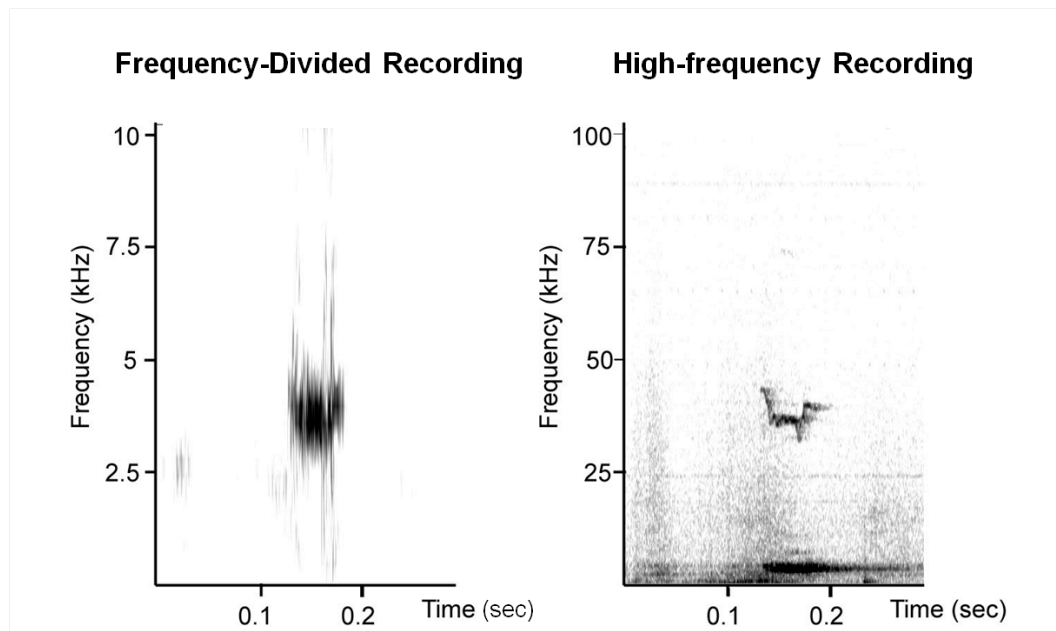 Frequency-Divided Recording
High-frequency Recording
Frequency (kHz)
10
7.5
5
2.5
0.1
0.2
Time (sec)
Frequency (kHz)
100
75
50
25
0.1
0.2
Time (sec)